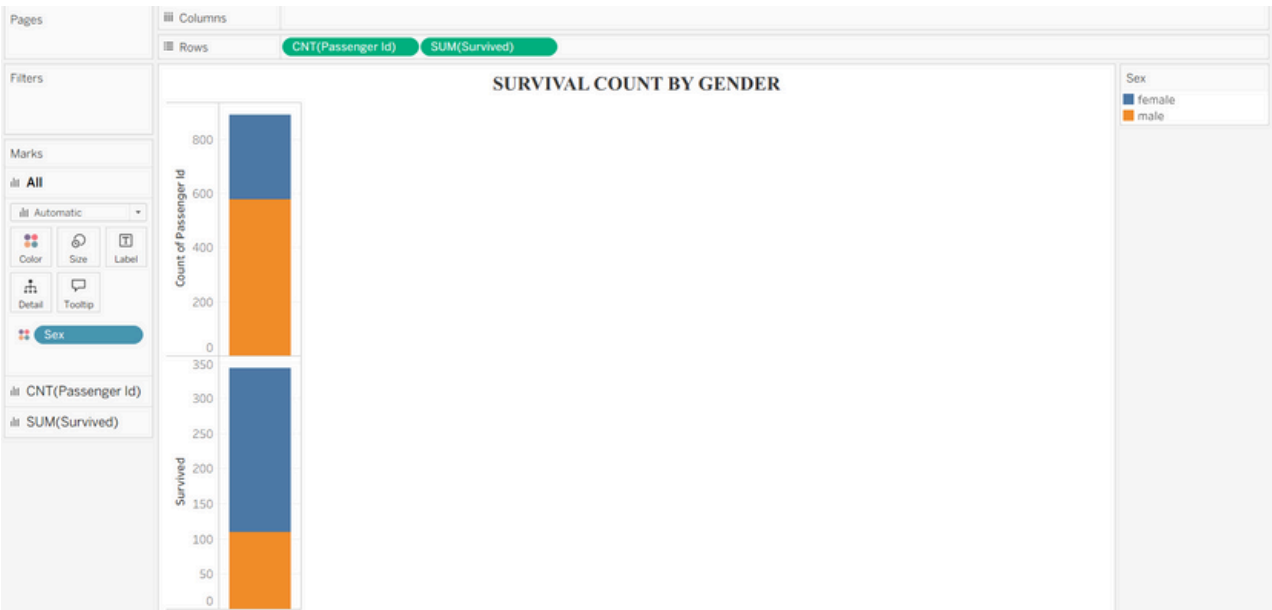 Pages
Columns
Rows
CNT(Passenger Id)
SUM(Survived)
Filters
Marks
All
Automatic
Color
Size
Label
Detail
Tooltip
Sex
CNT(Passenger Id)
SUM(Survived)
SURVIVAL COUNT BY GENDER
Count of Passenger Id
800
600
400
200
0
Survived
350
300
250
200
150
100
50
0
Sex
female
male